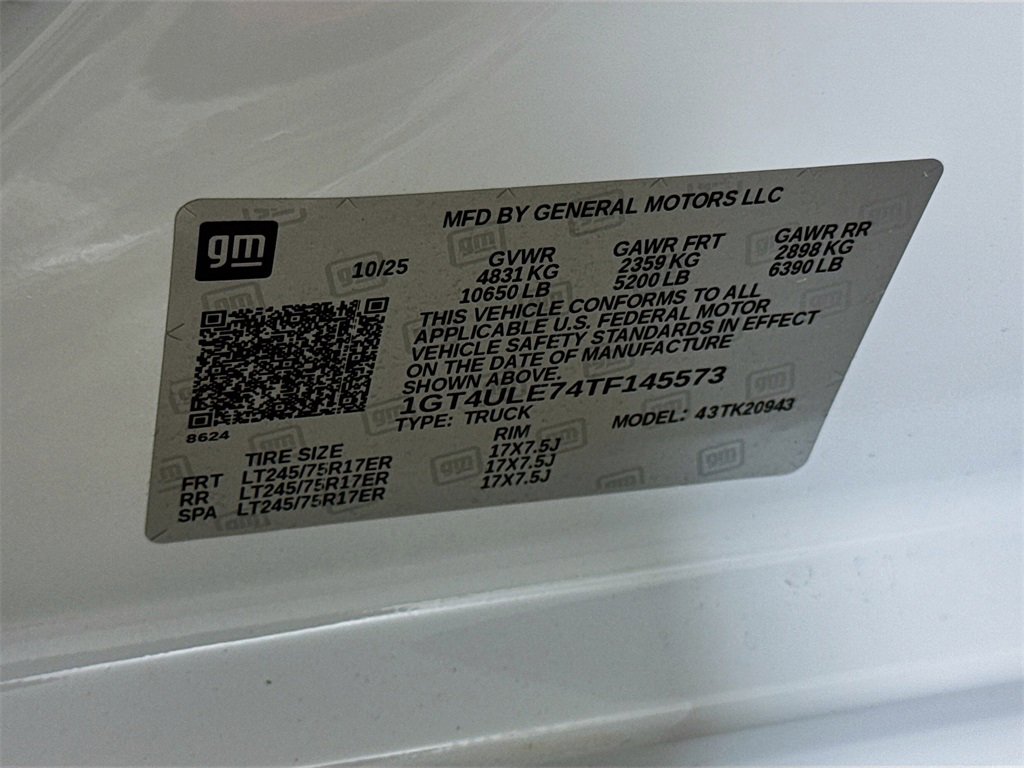 MFD BY GENERAL MOTORS LLC
gm
10/25
GVWR GAWR FRT GAWR RR
4831 KG 2359 KG 2898 KG
10650 LB 5200 LB 6390 LB
THIS VEHICLE CONFORMS TO ALL
APPLICABLE U.S. FEDERAL MOTOR
VEHICLE SAFETY STANDARDS IN EFFECT
ON THE DATE OF MANUFACTURE
SHOWN ABOVE.
1GT4ULE74TF145573
TYPE: TRUCK MODEL: 43TK20943
8624
TIRE SIZE RIM
FRT LT245/75R17ER 17X7.5J
RR LT245/75R17ER 17X7.5J
SPA LT245/75R17ER 17X7.5J